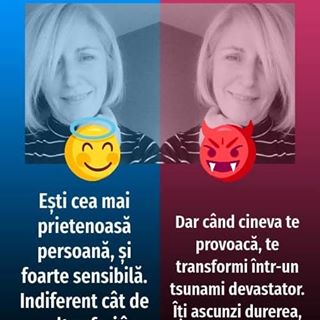 Ești cea mai
prietenoasă
persoană, și
foarte sensibilă.
Indiferent cât de
Dar când cineva te
provoacă, te
transformi într-un
tsunami devastator.
Îți ascunzi durerea,